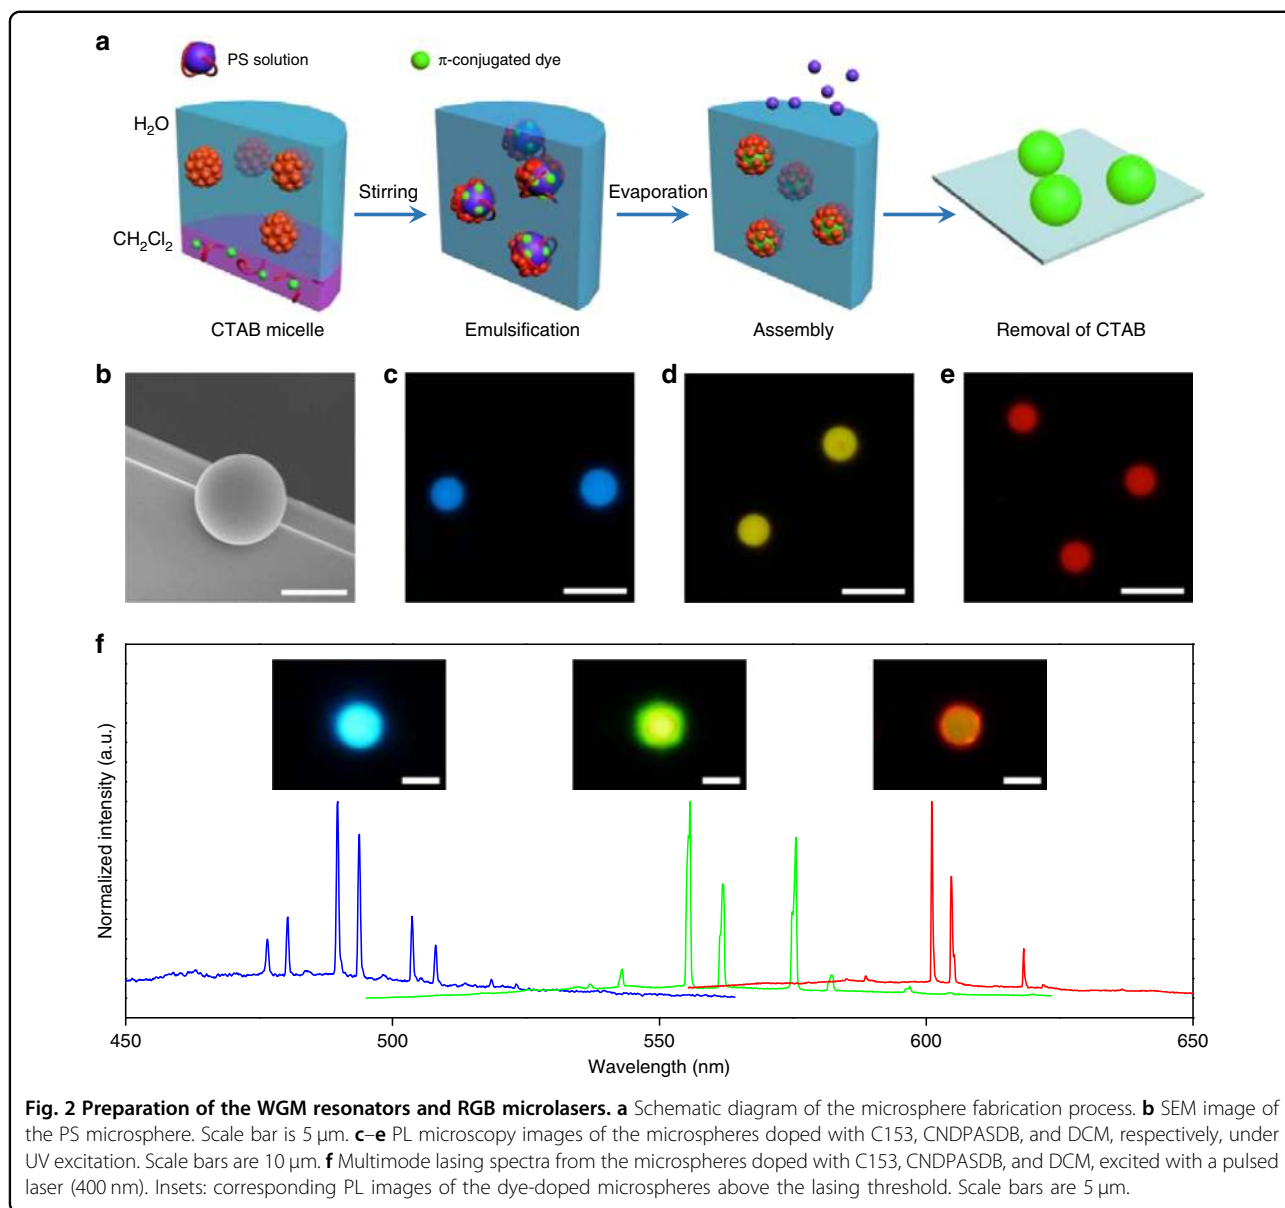 a
PS solution
π-conjugated dye
H2O
Stirring
Evaporation
CH2Cl2
CTAB micelle
Emulsification
Assembly
Removal of CTAB
b
c
d
e
f
Normalized intensity (a.u.)
450
500
550
600
650
Wavelength (nm)
Fig. 2 Preparation of the WGM resonators and RGB microlasers. a Schematic diagram of the microsphere fabrication process. b SEM image of
the PS microsphere. Scale bar is 5 μm. c–e PL microscopy images of the microspheres doped with C153, CNDPASDB, and DCM, respectively, under
UV excitation. Scale bars are 10 μm. f Multimode lasing spectra from the microspheres doped with C153, CNDPASDB, and DCM, excited with a pulsed
laser (400 nm). Insets: corresponding PL images of the dye-doped microspheres above the lasing threshold. Scale bars are 5 μm.